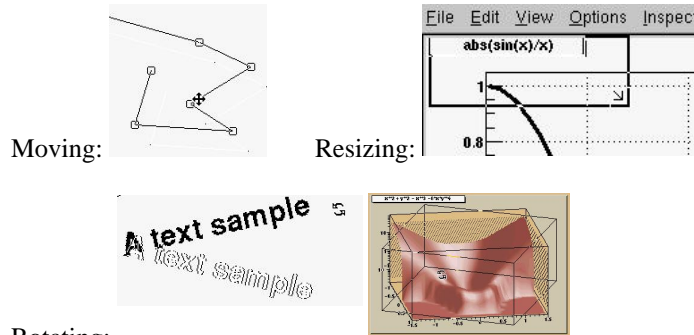 File Edit View Options Inspect
abs(sin(x)/x)
1
0.8
Moving:
Resizing:
A text sample
A text sample
Rotating: